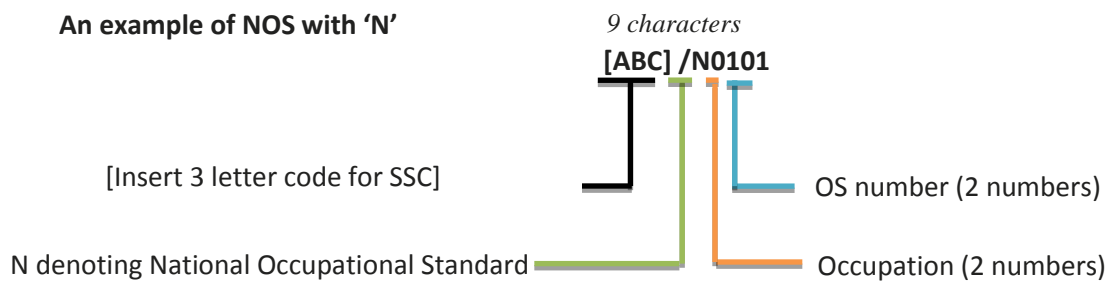 An example of NOS with ‘N’
9 characters
[ABC] /N0101
[Insert 3 letter code for SSC]
OS number (2 numbers)
N denoting National Occupational Standard
Occupation (2 numbers)